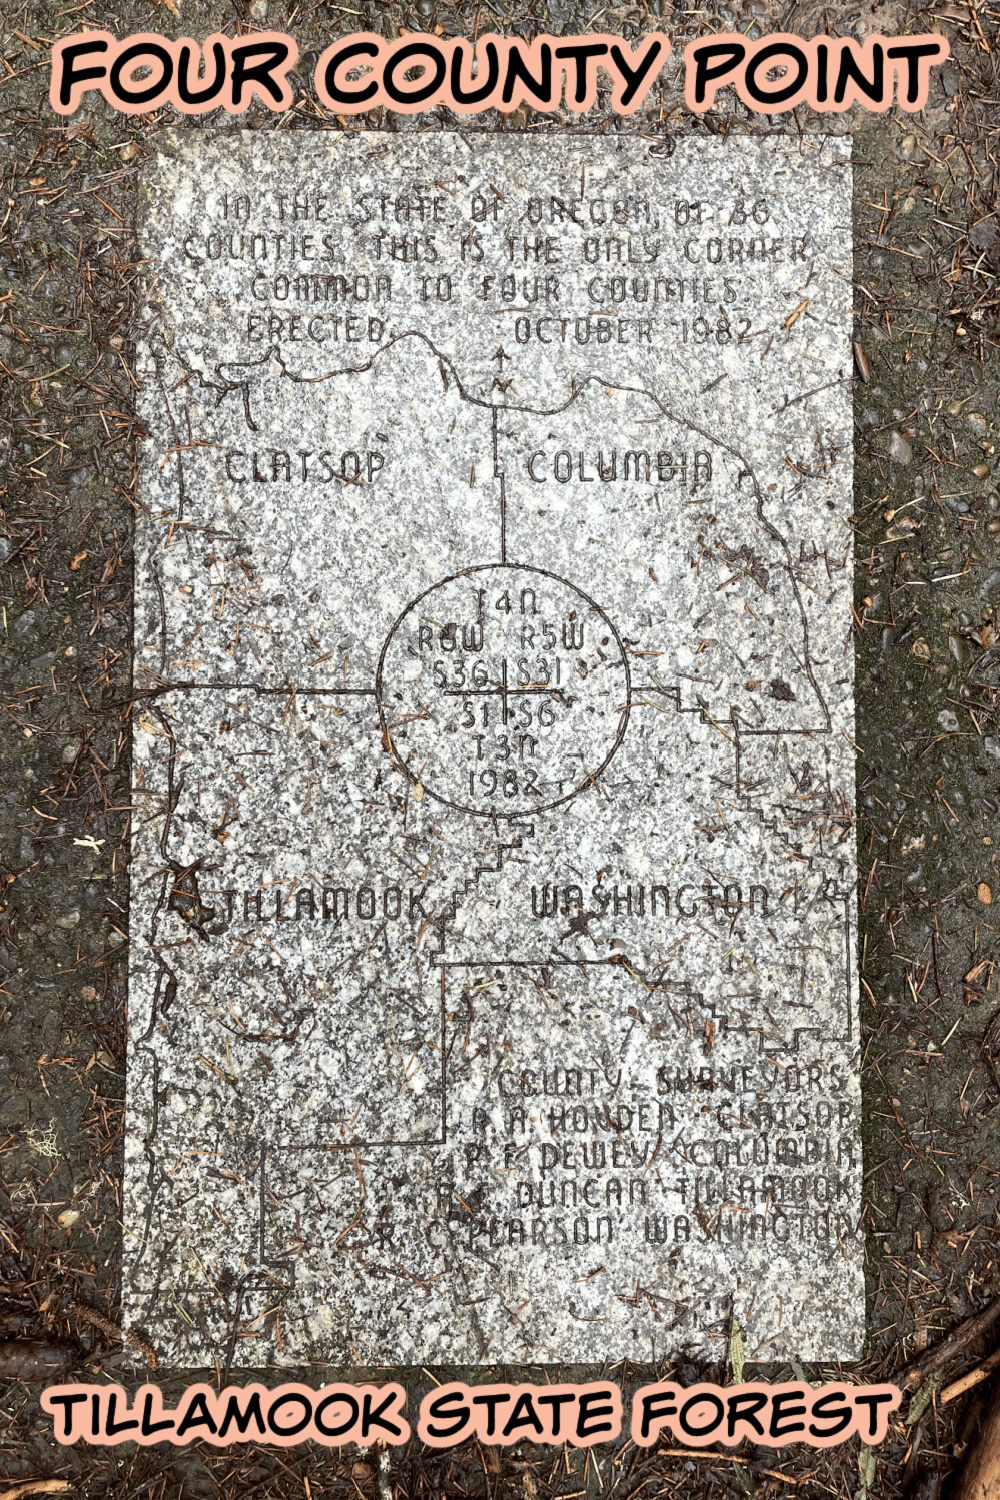 FOUR COUNTY POINT
IN THE STATE OF OREGON, OF 36
COUNTIES, THIS IS THE ONLY CORNER
COMMON TO FOUR COUNTIES.
ERECTED OCTOBER 1982
N
CLATSOP COLUMBIA
T4N
R6W R5W
S36 S31
S1 S6
T3N
1982
TILLAMOOK WASHINGTON
COUNTY SURVEYORS
R. A. HOVDEN CLATSOP
P. E. DEWEY COLUMBIA
DUNCAN TILLAMOOK
R. C. PEARSON WASHINGTON
TILLAMOOK STATE FOREST